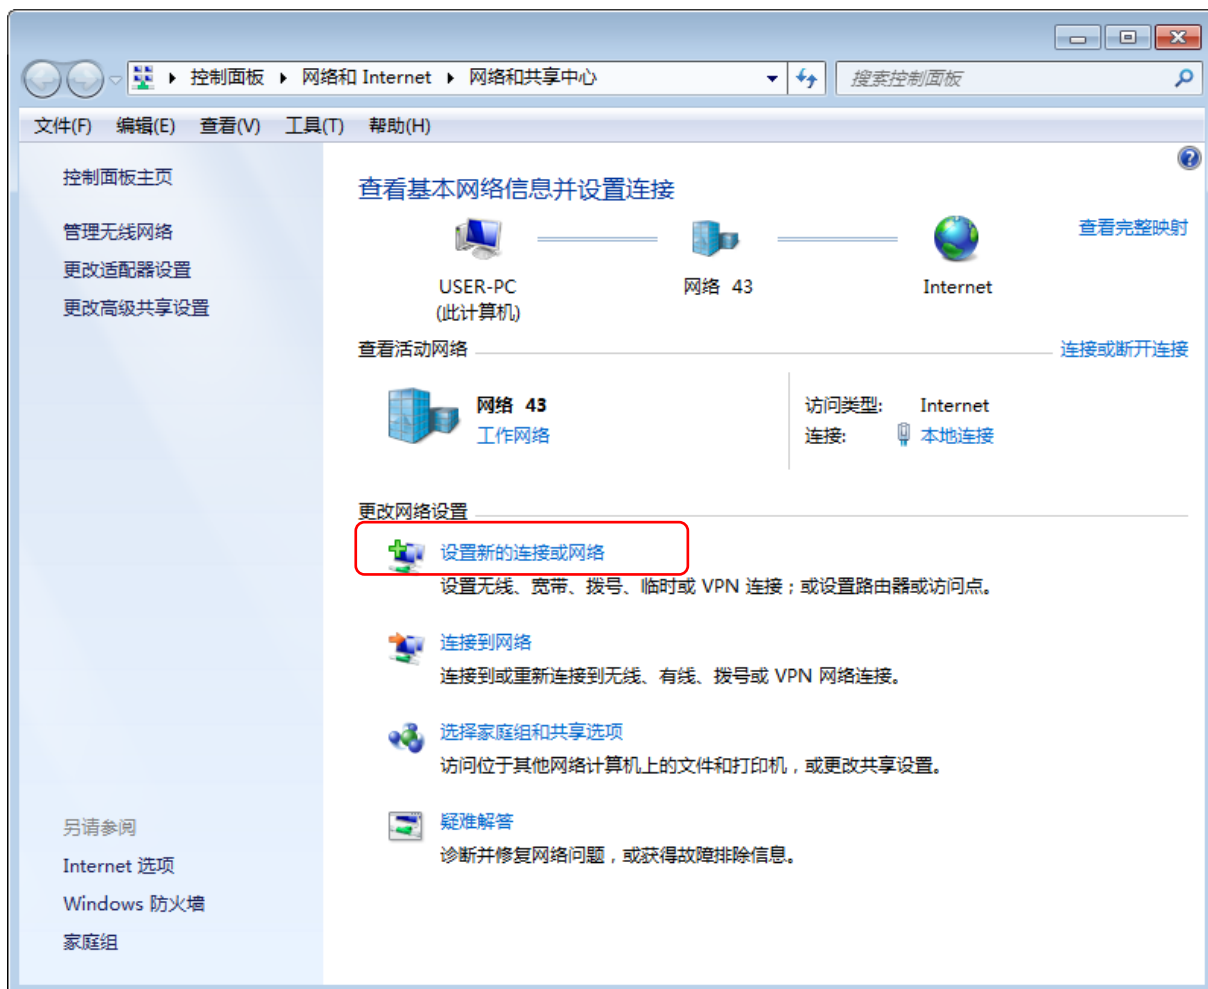 控制面板 网络和 Internet 网络和共享中心
搜索控制面板
文件(F) 编辑(E) 查看(V) 工具(T) 帮助(H)
控制面板主页
管理无线网络
更改适配器设置
更改高级共享设置
另请参阅
Internet 选项
Windows 防火墙
家庭组
查看基本网络信息并设置连接
查看完整映射
USER-PC 网络 43 Internet
(此计算机)
查看活动网络 连接或断开连接
网络 43
工作网络
访问类型: Internet
连接: 本地连接
更改网络设置
设置新的连接或网络
设置无线、宽带、拨号、临时或 VPN 连接；或设置路由器或访问点。
连接到网络
连接到或重新连接到无线、有线、拨号或 VPN 网络连接。
选择家庭组和共享选项
访问位于其他网络计算机上的文件和打印机，或更改共享设置。
疑难解答
诊断并修复网络问题，或获得故障排除信息。